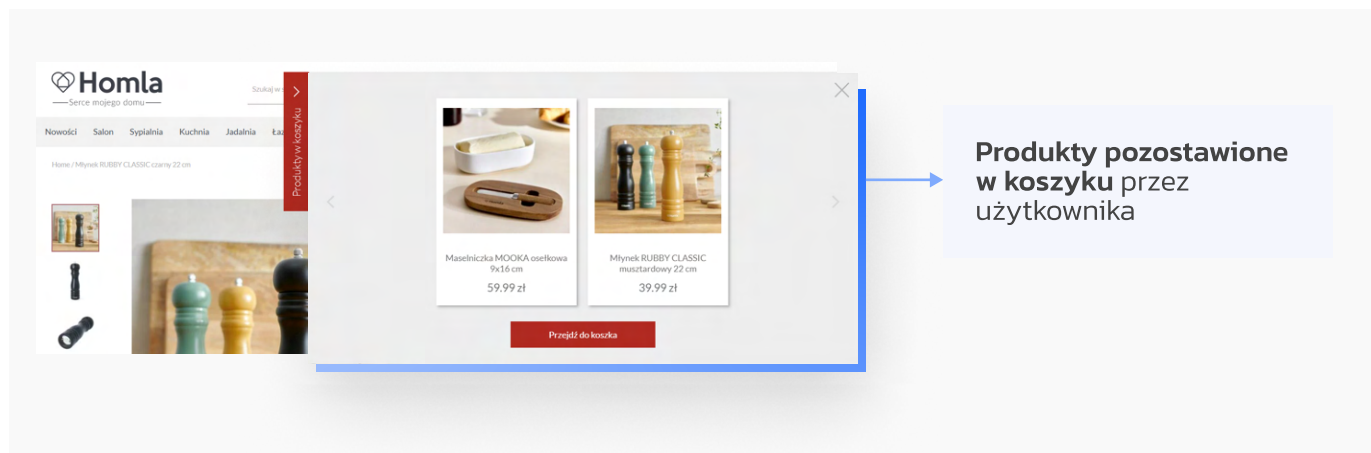 Homla
Serce mojego domu
Szukaj w s
Nowości Salon Sypialnia Kuchnia Jadalnia Łaz
Home / Młynek RUBBY CLASSIC czarny 22 cm
Produkty w koszyku
Maselniczka MOOKA osełkowa
9x16 cm
59.99 zł
Młynek RUBBY CLASSIC
musztardowy 22 cm
39.99 zł
Przejdź do koszka
Produkty pozostawione
w koszyku przez
użytkownika